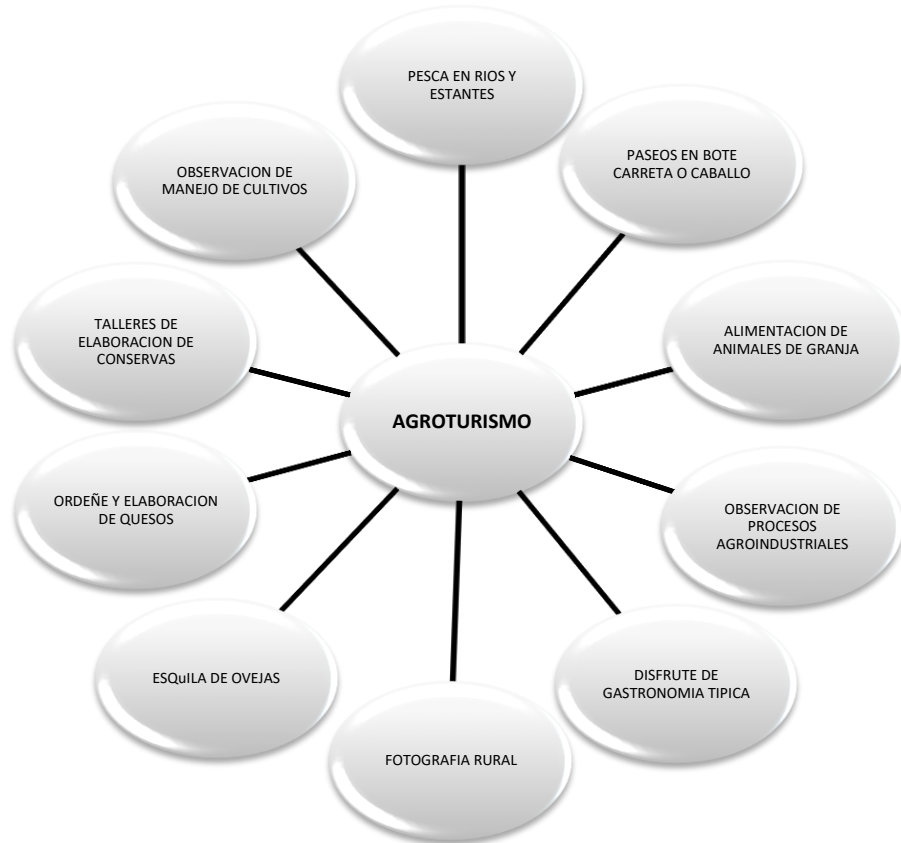 PESCA EN RIOS Y
ESTANTES
PASEOS EN BOTE
CARRETA O CABALLO
ALIMENTACION DE
ANIMALES DE GRANJA
OBSERVACION DE
PROCESOS
AGROINDUSTRIALES
DISFRUTE DE
GASTRONOMIA TIPICA
FOTOGRAFIA RURAL
ESQuILA DE OVEJAS
ORDEÑE Y ELABORACION
DE QUESOS
TALLERES DE
ELABORACION DE
CONSERVAS
OBSERVACION DE
MANEJO DE CULTIVOS
AGROTURISMO